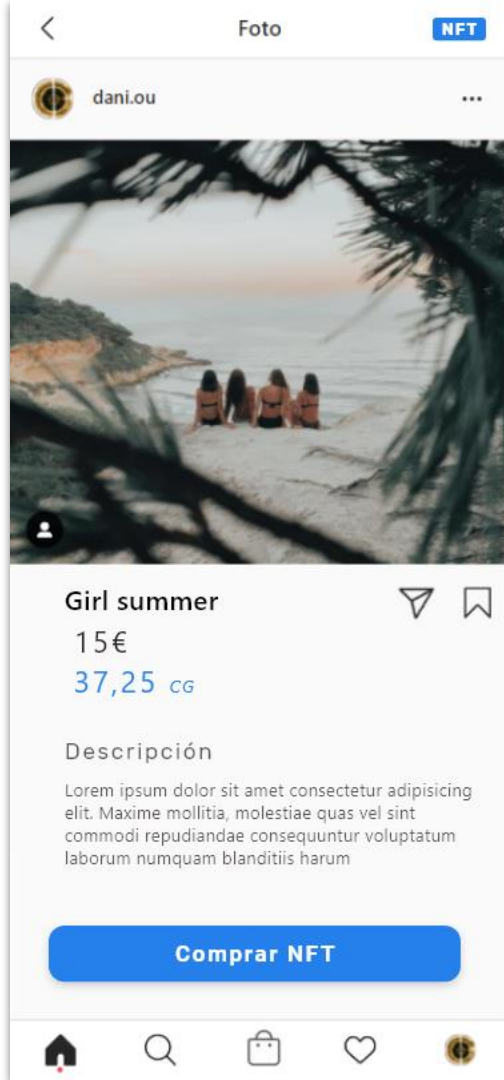 Foto
NFT
dani.ou
Girl summer
15€
37,25 CG
Descripción
Lorem ipsum dolor sit amet consectetur adipisicing
elit. Maxime mollitia, molestiae quas vel sint
commodi repudiandae consequuntur voluptatum
laborum numquam blanditiis harum
Comprar NFT